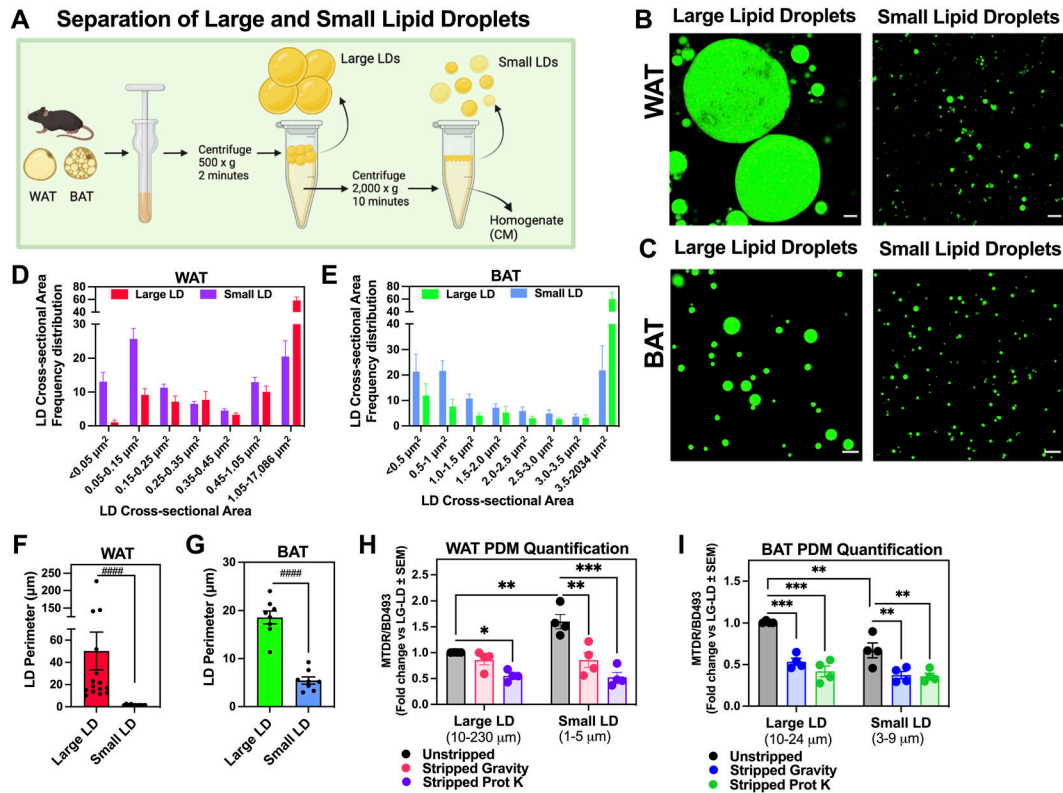 A Separation of Large and Small Lipid Droplets
Large LDs
Small LDs
WAT BAT
Centrifuge
500 x g
2 minutes
Centrifuge
2,000 x g
10 minutes
Homogenate
(CM)
B Large Lipid Droplets Small Lipid Droplets
WAT
C Large Lipid Droplets Small Lipid Droplets
BAT
D WAT
LD Cross-sectional Area
Frequency distribution
80
60
40
30
20
10
0
Large LD Small LD
<0.05 µm²
0.05-0.15 µm²
0.15-0.25 µm²
0.25-0.35 µm²
0.35-0.45 µm²
0.45-1.05 µm²
1.05-17,086 µm²
LD Cross-sectional Area
E BAT
LD Cross-sectional Area
Frequency distribution
80
60
40
40
30
20
10
0
Large LD Small LD
<0.5 µm²
0.5-1 µm²
1.0-1.5 µm²
1.5-2.0 µm²
2.0-2.5 µm²
2.5-3.0 µm²
3.0-3.5 µm²
3.5-2034 µm²
LD Cross-sectional Area
F WAT
LD Perimeter (µm)
250
200
150
100
60
40
20
0
####
Large LD
Small LD
G BAT
LD Perimeter (µm)
30
20
10
0
####
Large LD
Small LD
H WAT PDM Quantification
MTDR/BD493
(Fold change vs LG-LD ± SEM)
2.5
2.0
1.5
1.0
0.5
0.0
*
**
**
***
Large LD
(10-230 µm)
Small LD
(1-5 µm)
Unstripped
Stripped Gravity
Stripped Prot K
I BAT PDM Quantification
MTDR/BD493
(Fold change vs LG-LD ± SEM)
1.5
1.0
0.5
0.0
***
***
**
**
**
Large LD
(10-24 µm)
Small LD
(3-9 µm)
Unstripped
Stripped Gravity
Stripped Prot K